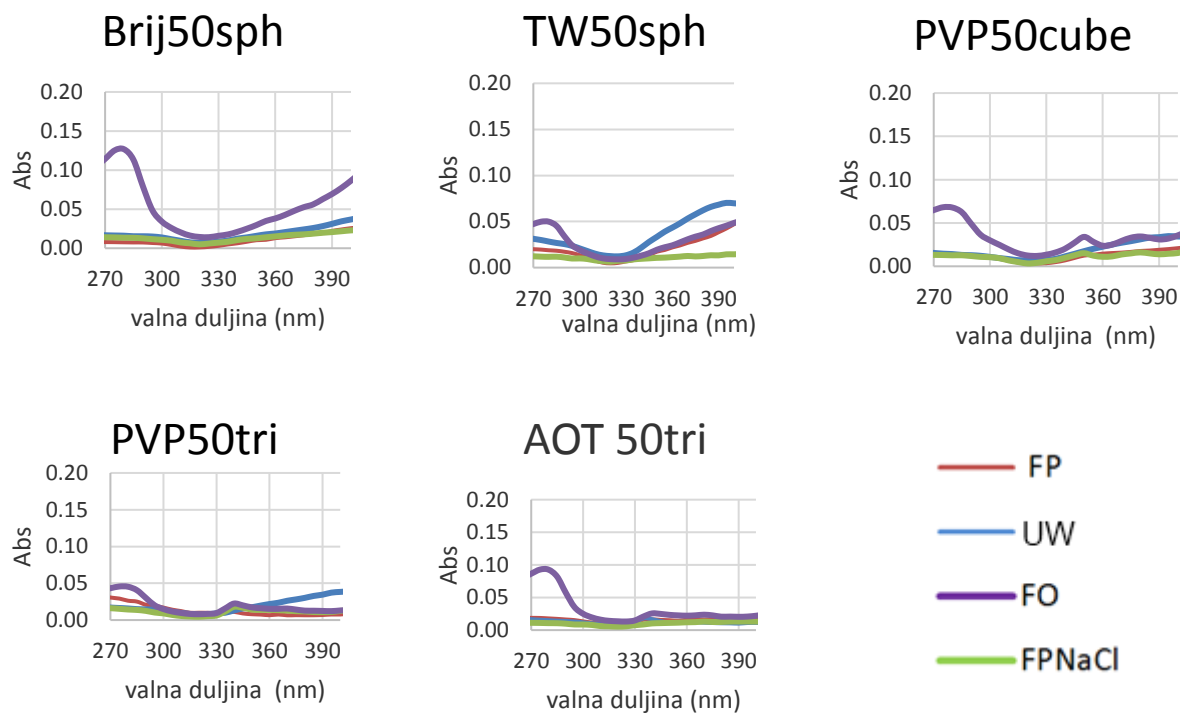 Brij50sph
0.20
0.15
0.10
0.05
0.00
Abs
270 300 330 360 390
valna duljina (nm)
TW50sph
0.20
0.15
0.10
0.05
0.00
Abs
270 300 330 360 390
valna duljina (nm)
PVP50cube
0.20
0.15
0.10
0.05
0.00
Abs
270 300 330 360 390
valna duljina (nm)
PVP50tri
0.20
0.15
0.10
0.05
0.00
Abs
270 300 330 360 390
valna duljina (nm)
AOT 50tri
0.20
0.15
0.10
0.05
0.00
Abs
270 300 330 360 390
valna duljina (nm)
FP
UW
FO
FPNaCl